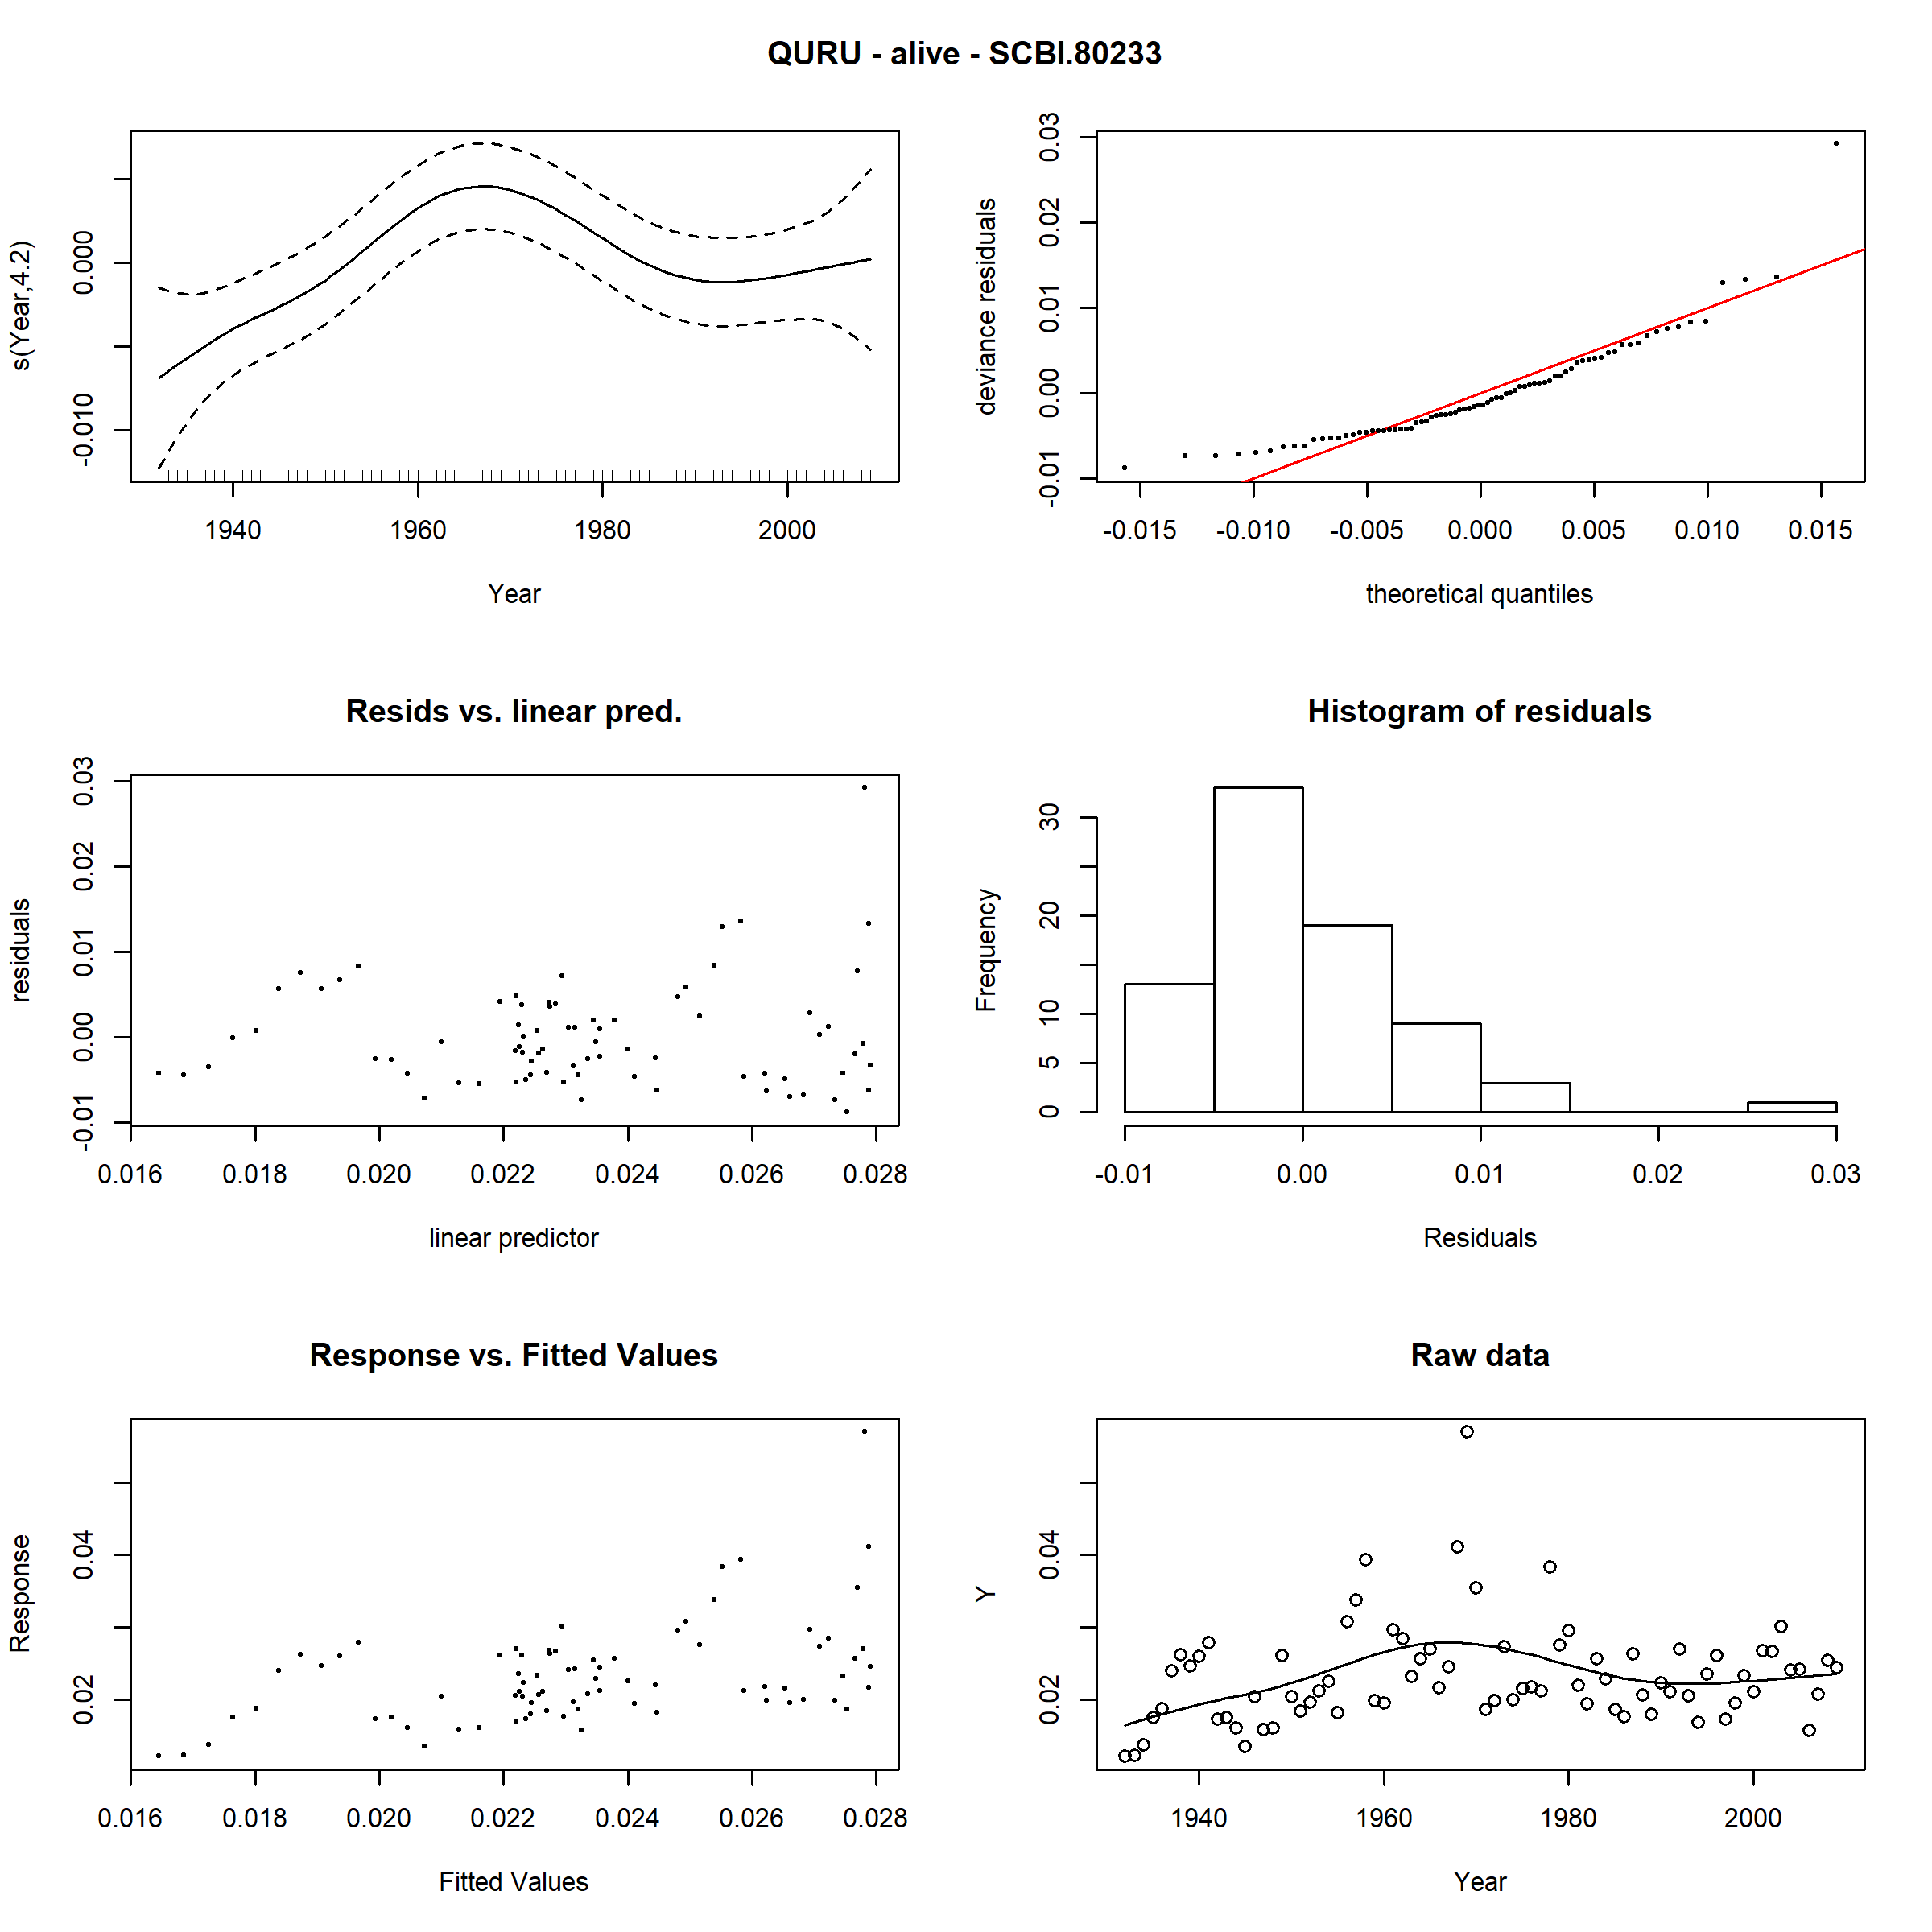 QURU - alive - SCBI.80233
s(Year,4.2)
0.000
-0.010
1940 1960 1980 2000
Year
deviance residuals
0.03
0.02
0.01
0.00
-0.01
-0.015 -0.010 -0.005 0.000 0.005 0.010 0.015
theoretical quantiles
Resids vs. linear pred.
residuals
0.03
0.02
0.01
0.00
-0.01
0.016 0.018 0.020 0.022 0.024 0.026 0.028
linear predictor
Histogram of residuals
Frequency
30
20
10
5
0
-0.01 0.00 0.01 0.02 0.03
Residuals
Response vs. Fitted Values
Response
0.04
0.02
0.016 0.018 0.020 0.022 0.024 0.026 0.028
Fitted Values
Raw data
Y
0.04
0.02
1940 1960 1980 2000
Year